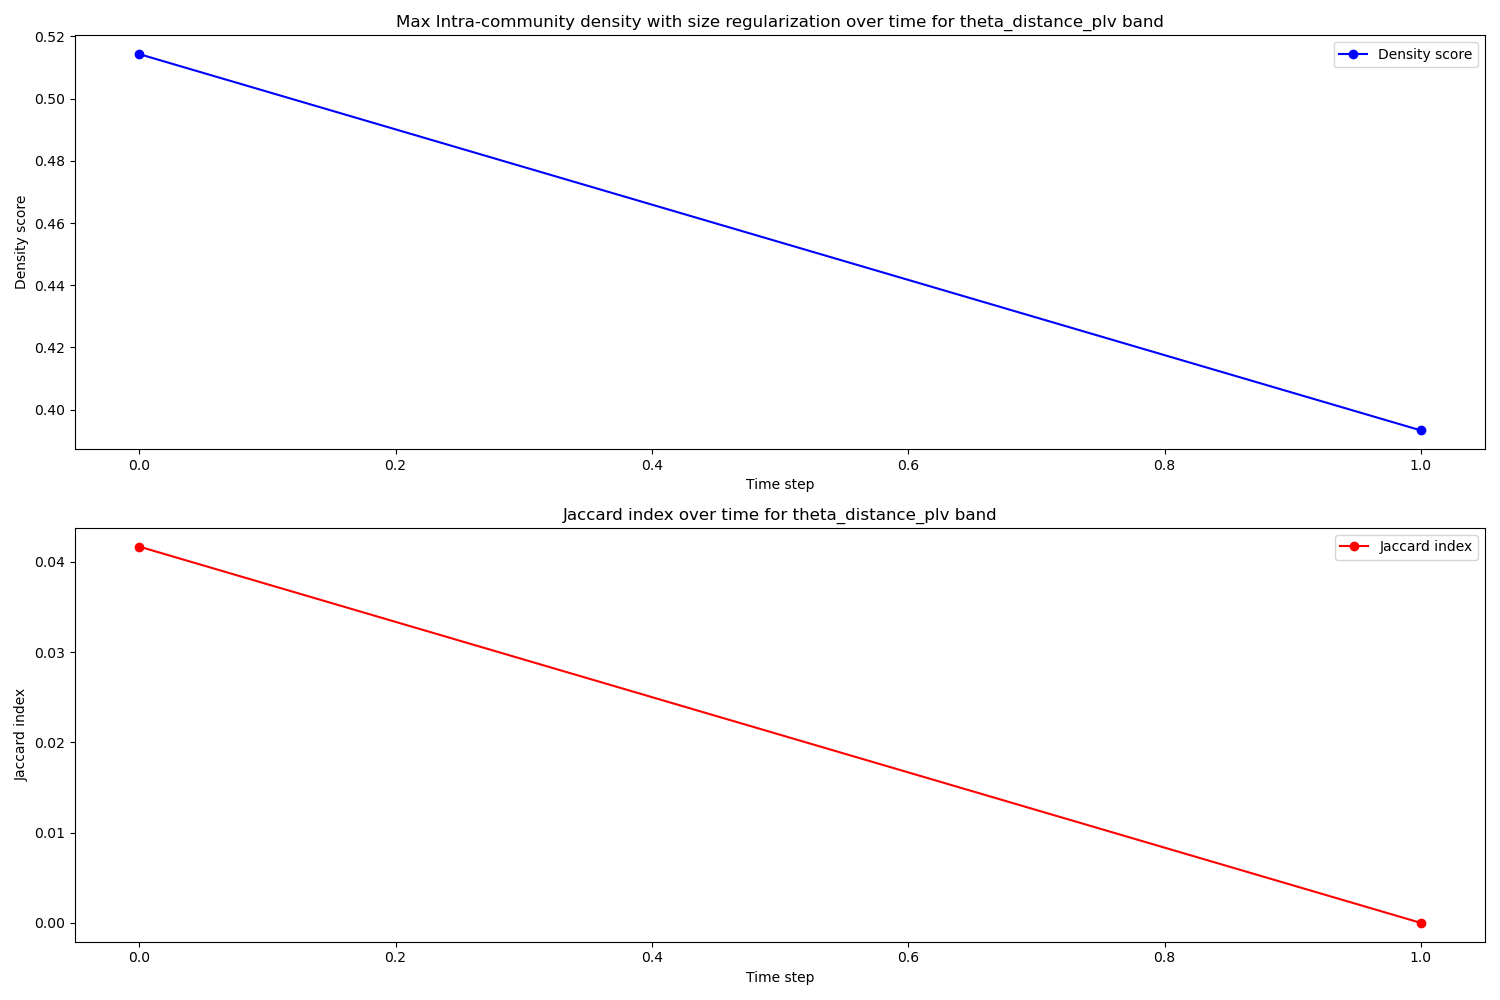 Max Intra-community density with size regularization over time for theta_distance_plv band
Density score
0.52
0.50
0.48
0.46
0.44
0.42
0.40
Density score
0.0 0.2 0.4 0.6 0.8 1.0
Time step
Jaccard index over time for theta_distance_plv band
Jaccard index
0.04
0.03
0.02
0.01
0.00
Jaccard index
0.0 0.2 0.4 0.6 0.8 1.0
Time step